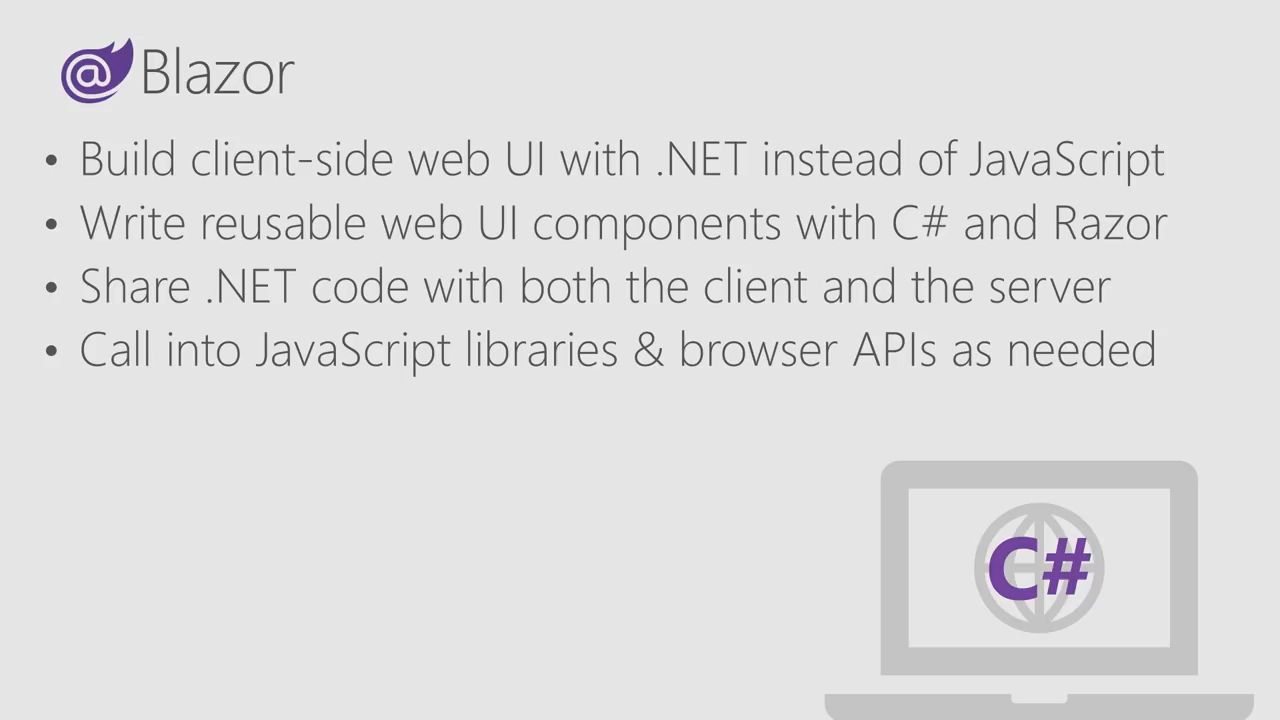 @ Blazor
• Build client-side web UI with .NET instead of JavaScript
• Write reusable web UI components with C# and Razor
• Share .NET code with both the client and the server
• Call into JavaScript libraries & browser APIs as needed
C#